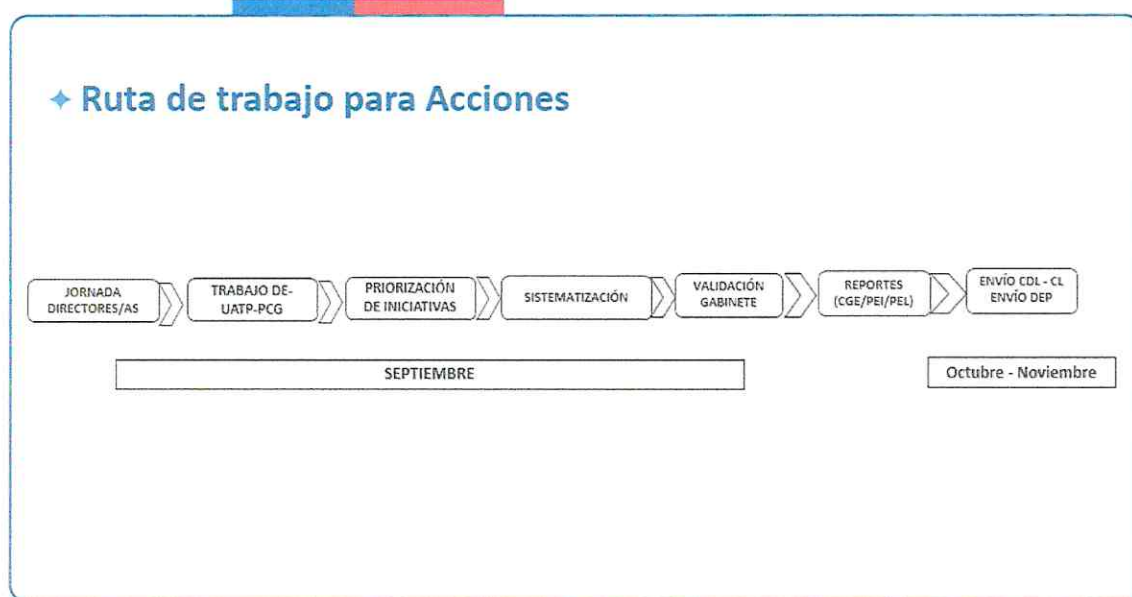 Ruta de trabajo para Acciones
JORNADA
DIRECTORES/AS
TRABAJO DE-
UATP-PCG
PRIORIZACIÓN
DE INICIATIVAS
SISTEMATIZACIÓN
VALIDACIÓN
GABINETE
REPORTES
(CGE/PEI/PEL)
ENVÍO CDL - CL
ENVÍO DEP
SEPTIEMBRE
Octubre - Noviembre